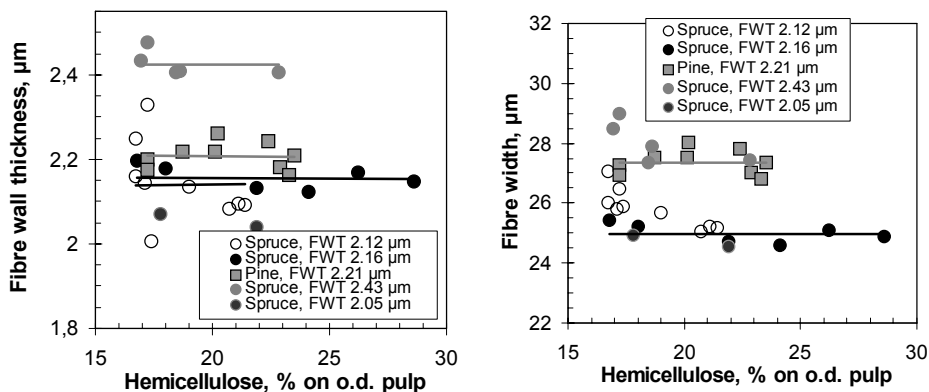 Fibre wall thickness, µm
2,4
2,2
2
1,8
15
20
25
30
Hemicellulose, % on o.d. pulp
Spruce, FWT 2.12 µm
Spruce, FWT 2.16 µm
Pine, FWT 2.21 µm
Spruce, FWT 2.43 µm
Spruce, FWT 2.05 µm
Fibre width, µm
32
30
28
26
24
22
15
20
25
30
Hemicellulose, % on o.d. pulp
Spruce, FWT 2.12 µm
Spruce, FWT 2.16 µm
Pine, FWT 2.21 µm
Spruce, FWT 2.43 µm
Spruce, FWT 2.05 µm